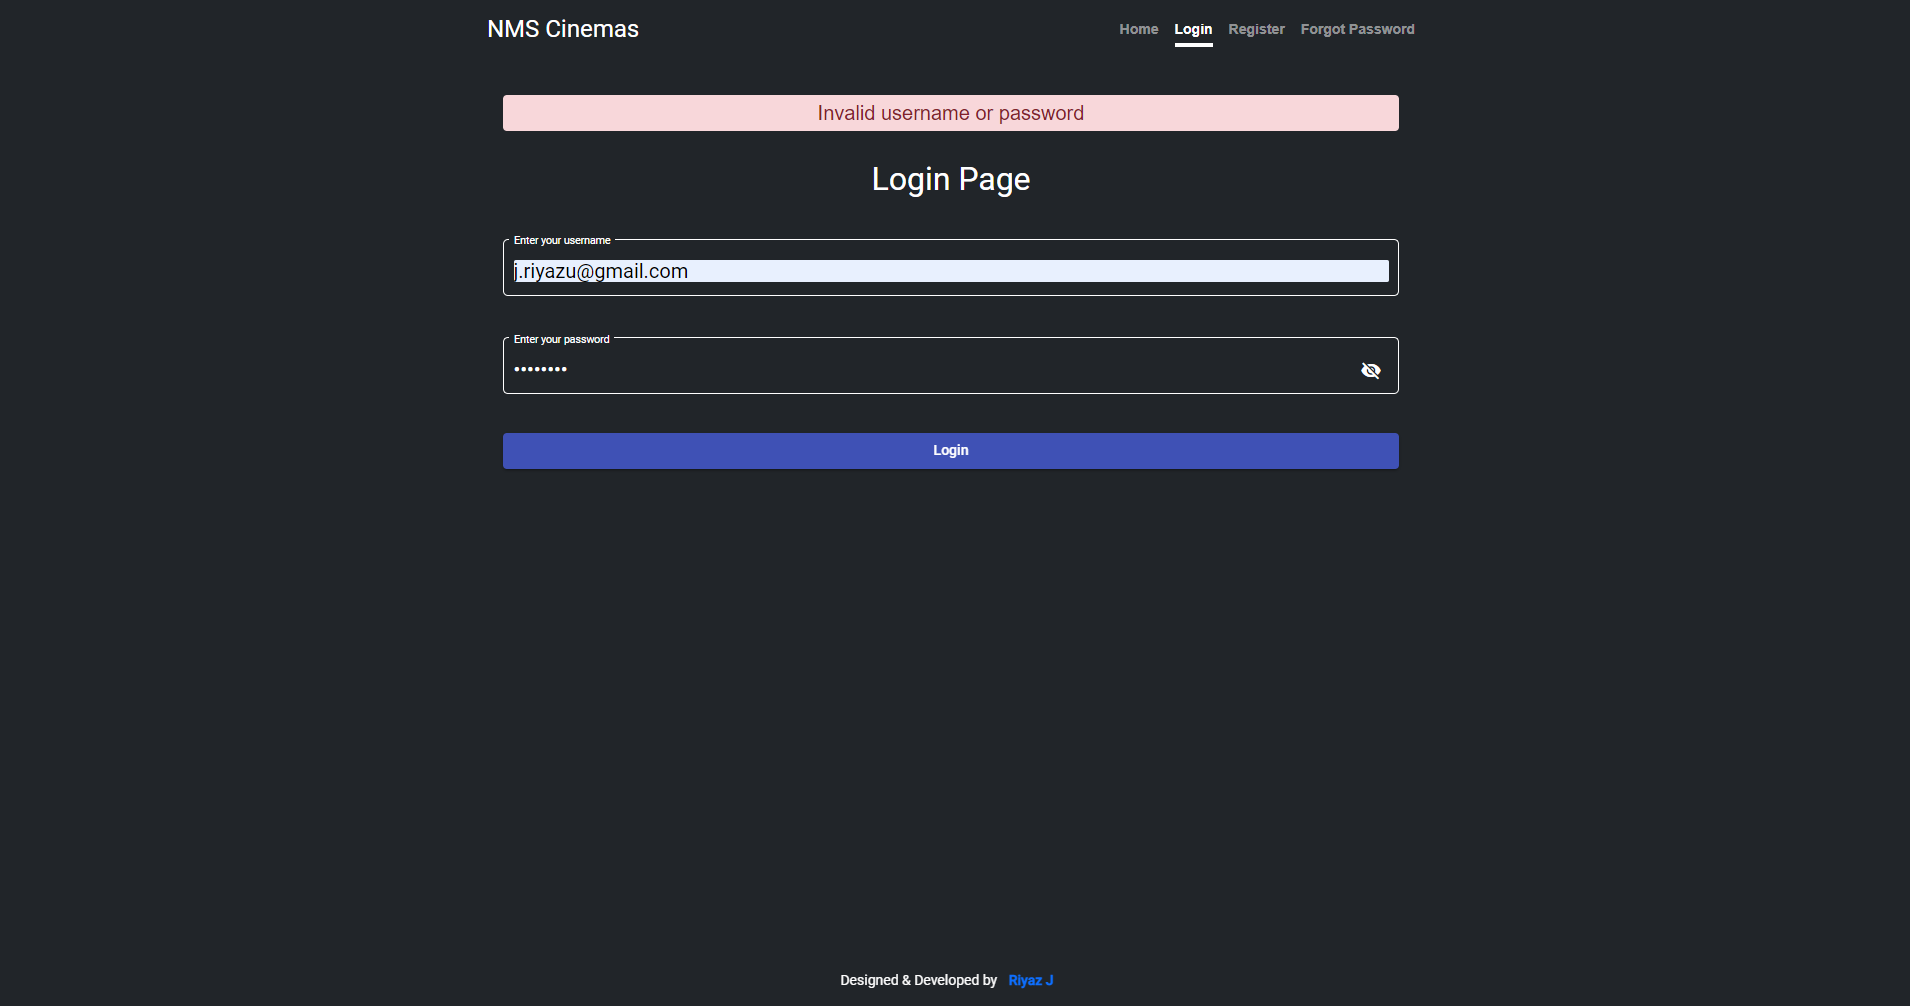 NMS Cinemas
Home Login Register Forgot Password
Invalid username or password
Login Page
Enter your username
j.riyazu@gmail.com
Enter your password
••••••••
Login
Designed & Developed by Riyaz J